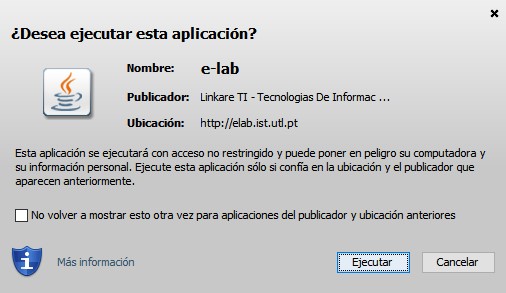 ¿Desea ejecutar esta aplicación?
Nombre: e-lab
Publicador: Linkare TI - Tecnologias De Informac ...
Ubicación: http://elab.ist.utl.pt
Esta aplicación se ejecutará con acceso no restringido y puede poner en peligro su computadora y
su información personal. Ejecute esta aplicación sólo si confía en la ubicación y el publicador que
aparecen anteriormente.
No volver a mostrar esto otra vez para aplicaciones del publicador y ubicación anteriores
Más información
Ejecutar
Cancelar